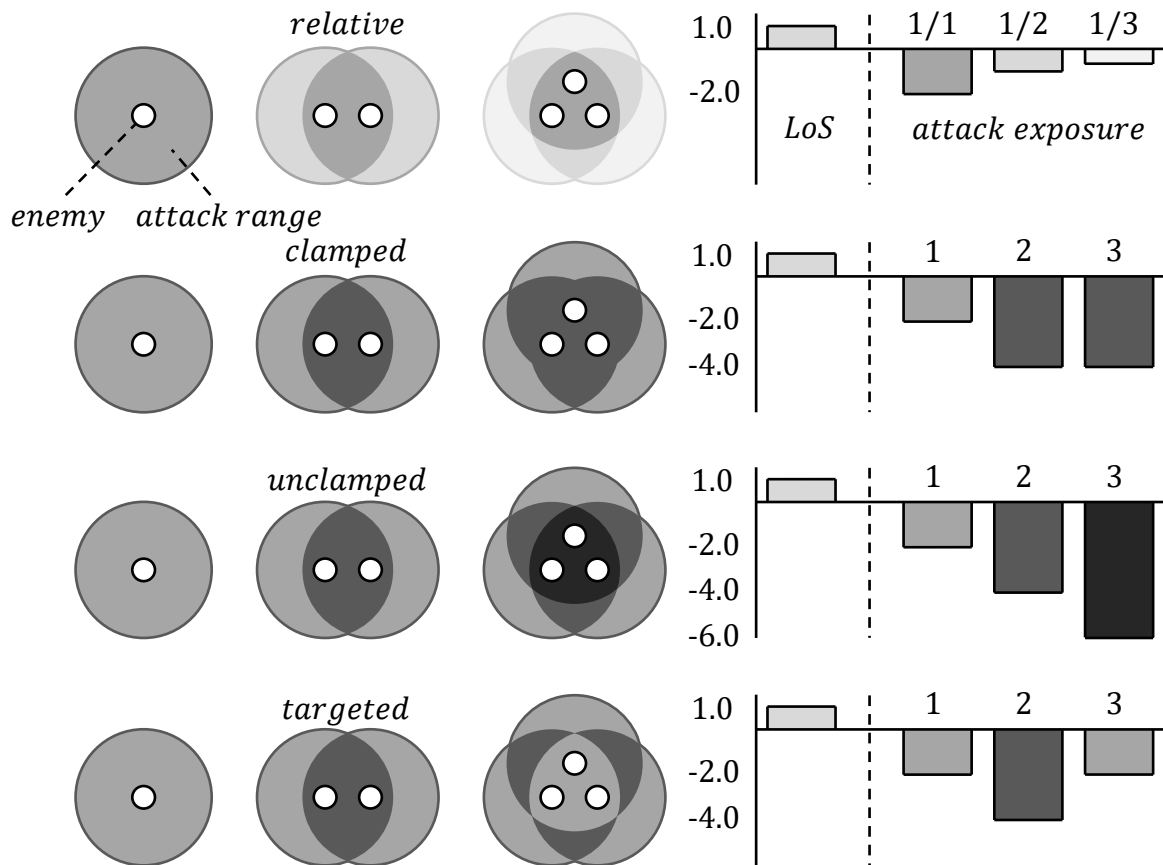 relative
1.0
1/1 1/2 1/3
-2.0
LoS
attack exposure
enemy
attack range
clamped
1.0
1 2 3
-2.0
-4.0
unclamped
1.0
1 2 3
-2.0
-4.0
-6.0
targeted
1.0
1 2 3
-2.0
-4.0